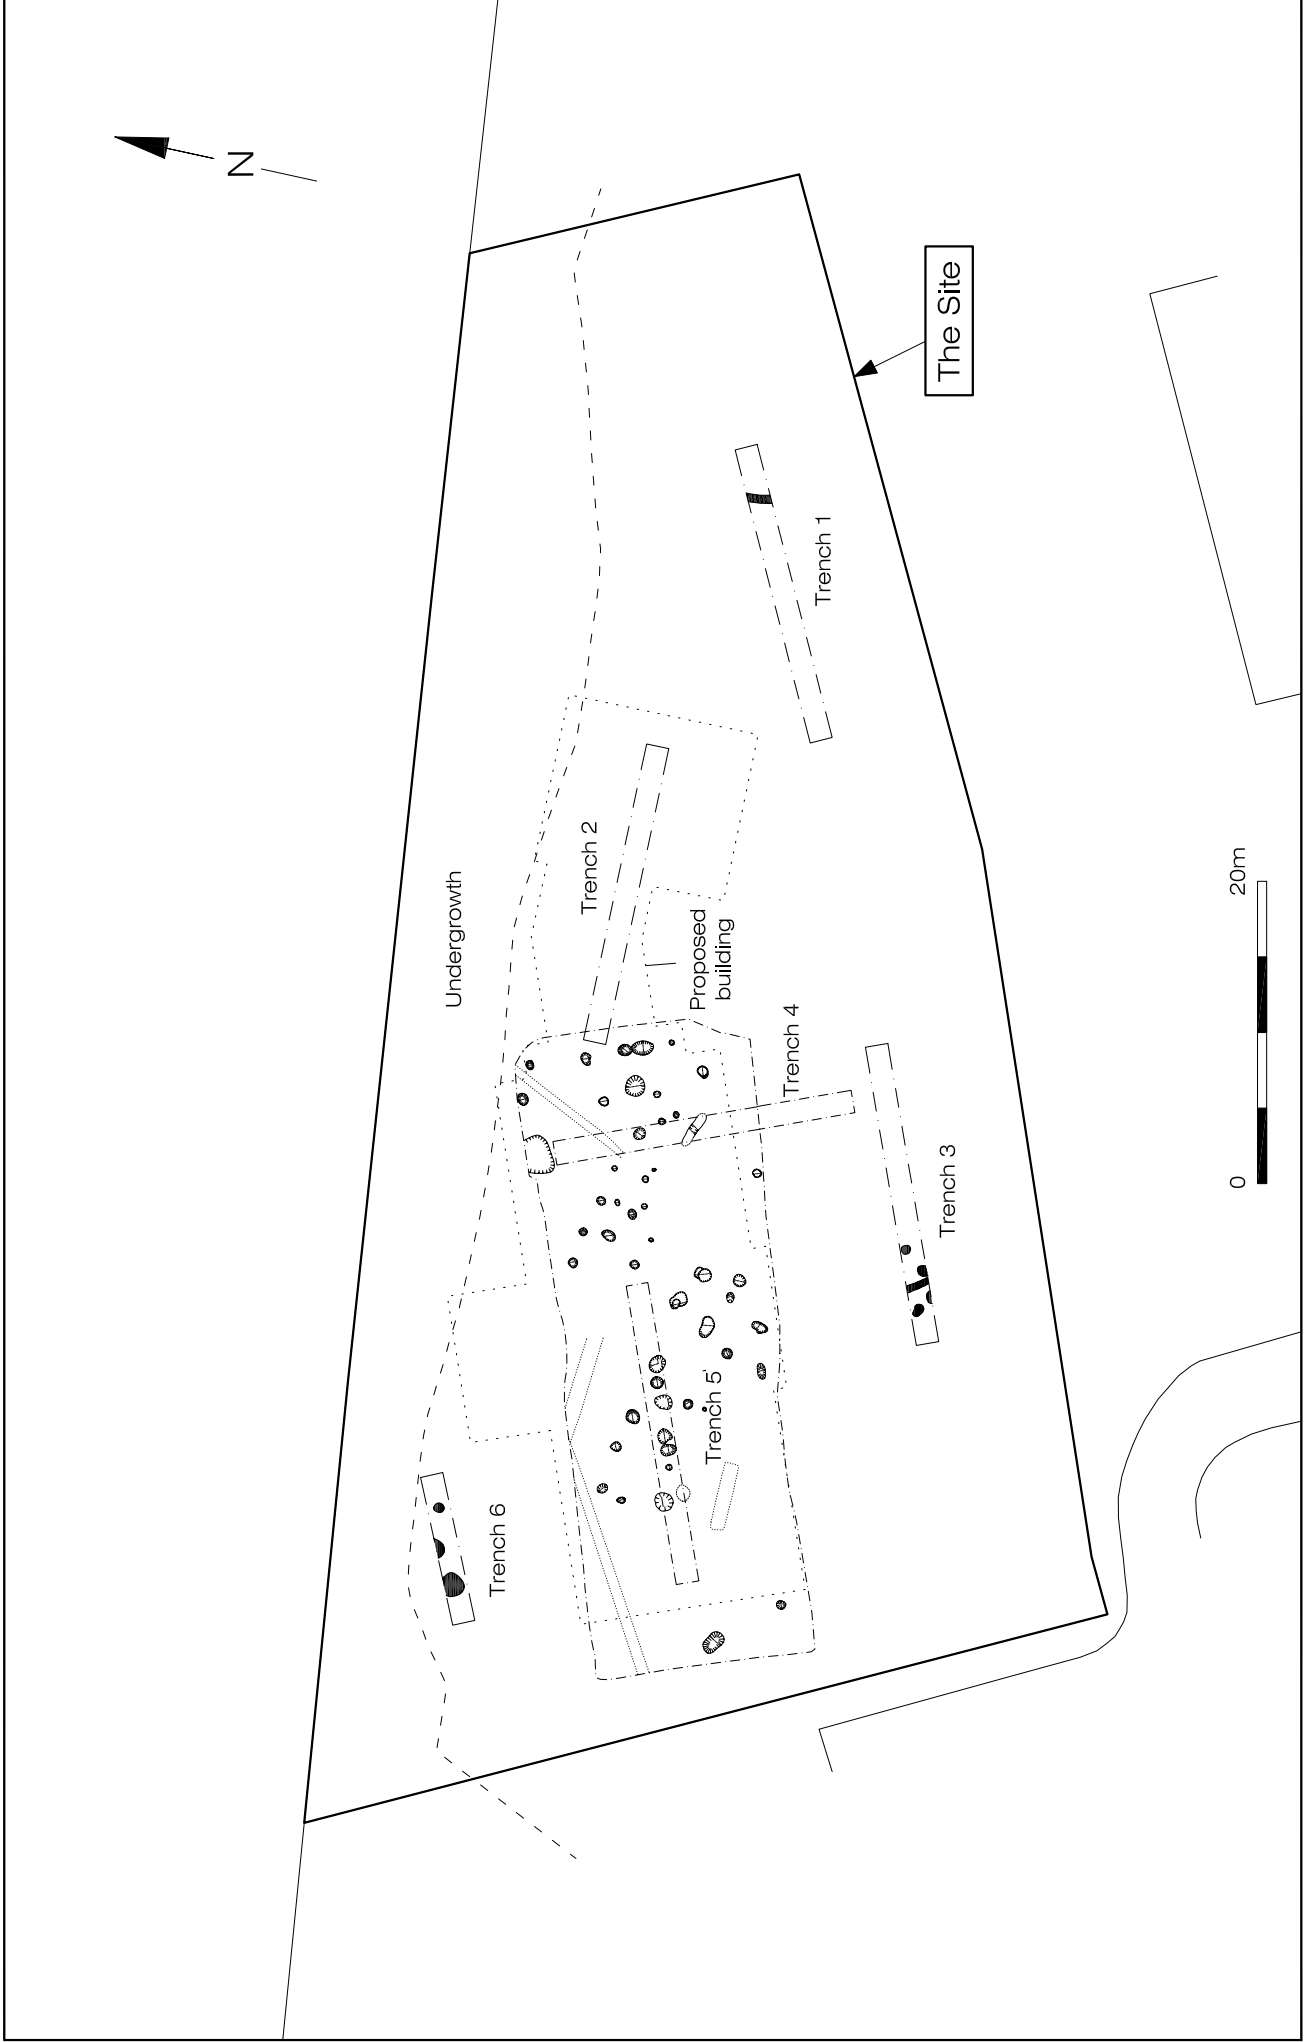 N
The Site
Trench 1
Undergrowth
Trench 2
Proposed
building
Trench 4
Trench 3
Trench 5
Trench 6
0
20m